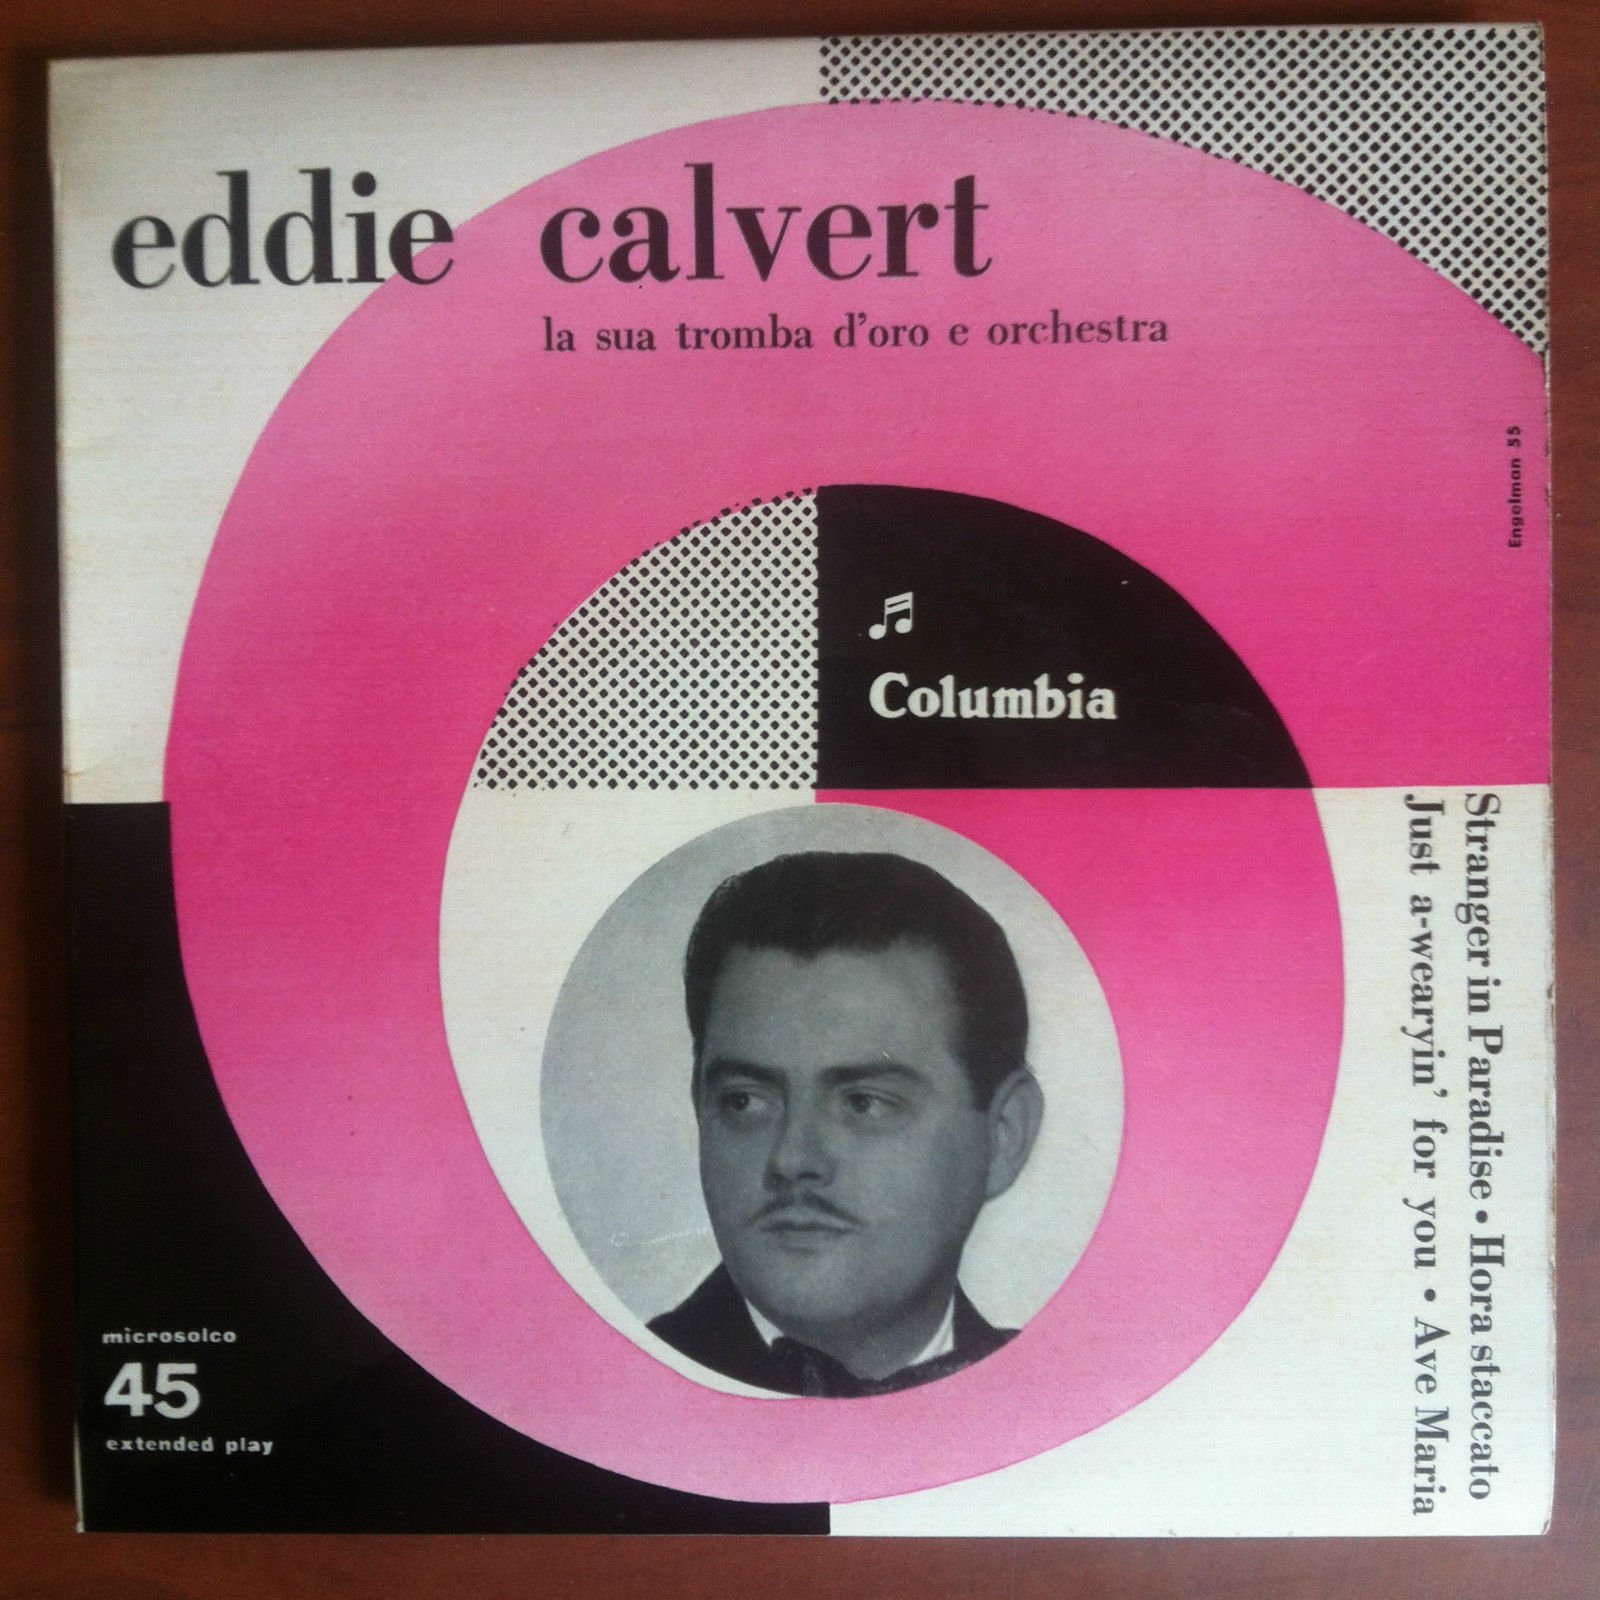 eddie calvert
la sua tromba d'oro e orchestra
Engelman 55
Columbia
Stranger in Paradise • Hora staccato
Just a-wearyin' for you • Ave Maria
microsolco
45
extended play